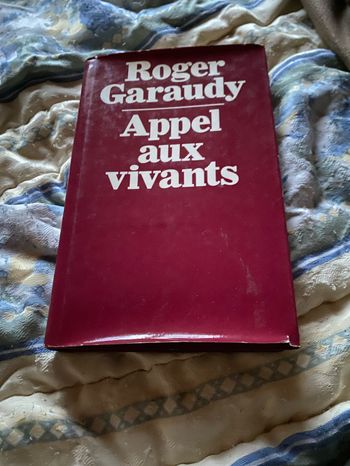 Roger
Garaudy
Appel
aux
vivants